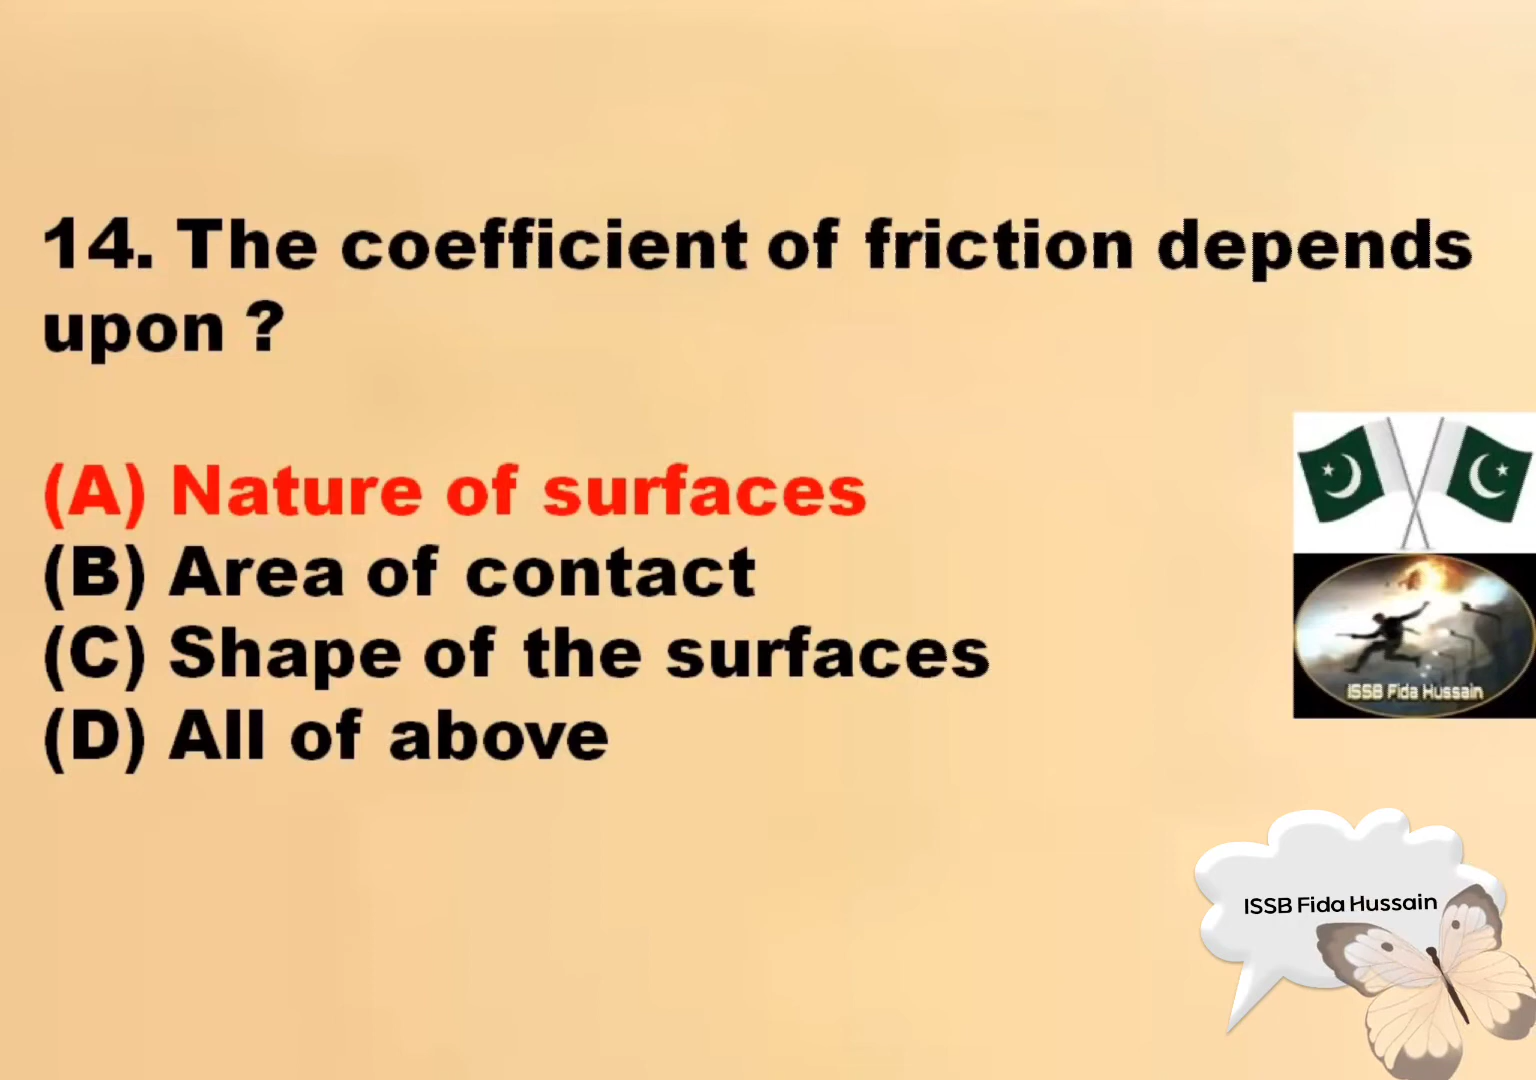 14. The coefficient of friction depends
upon ?
(A) Nature of surfaces
(B) Area of contact
(C) Shape of the surfaces
(D) All of above
ISSB Fida Hussain
ISSB Fida Hussain